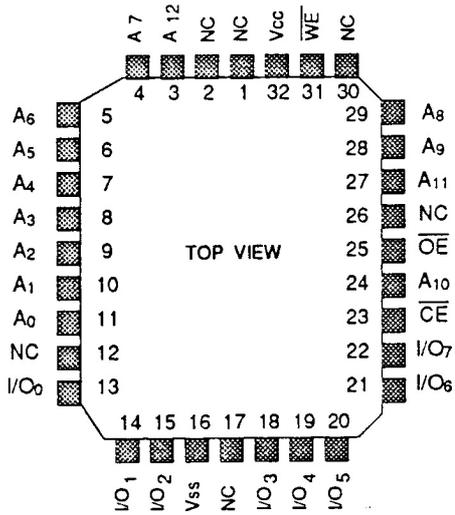 A7 A12 NC NC Vcc WE NC
4 3 2 1 32 31 30
A6 5 29 A8
A5 6 28 A9
A4 7 27 A11
A3 8 26 NC
A2 9 TOP VIEW 25 OE
A1 10 24 A10
A0 11 23 CE
NC 12 22 I/O7
I/O0 13 21 I/O6
14 15 16 17 18 19 20
I/O1 I/O2 Vss NC I/O3 I/O4 I/O5